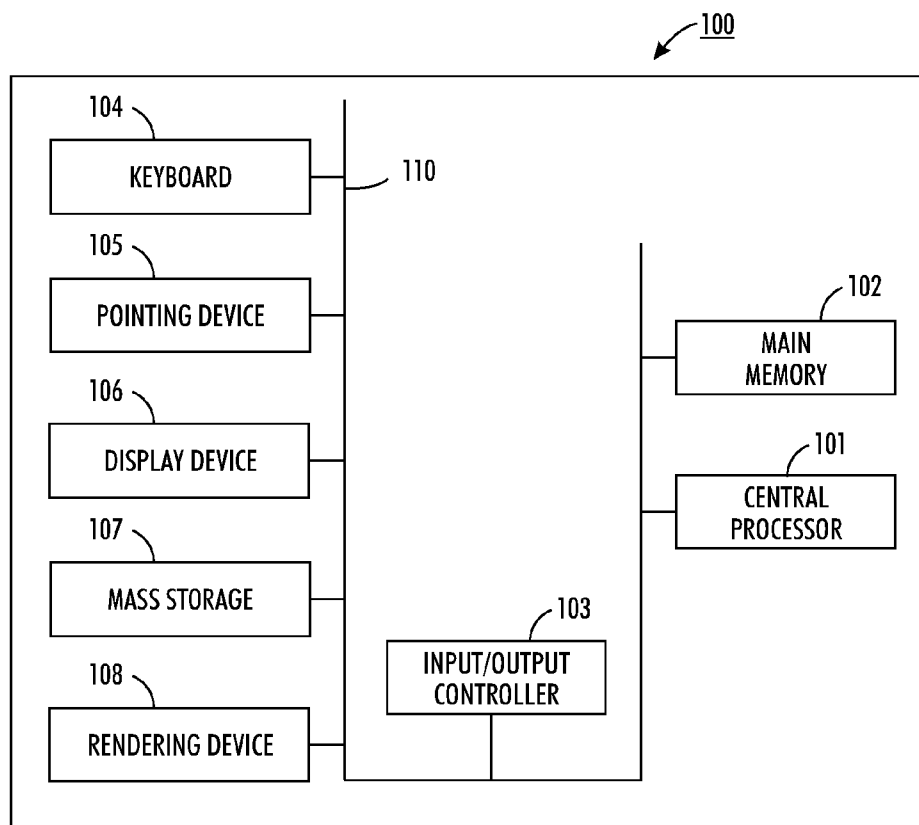 100
104
KEYBOARD
110
105
POINTING DEVICE
102
MAIN
MEMORY
106
DISPLAY DEVICE
101
CENTRAL
PROCESSOR
107
MASS STORAGE
103
INPUT/OUTPUT
CONTROLLER
108
RENDERING DEVICE